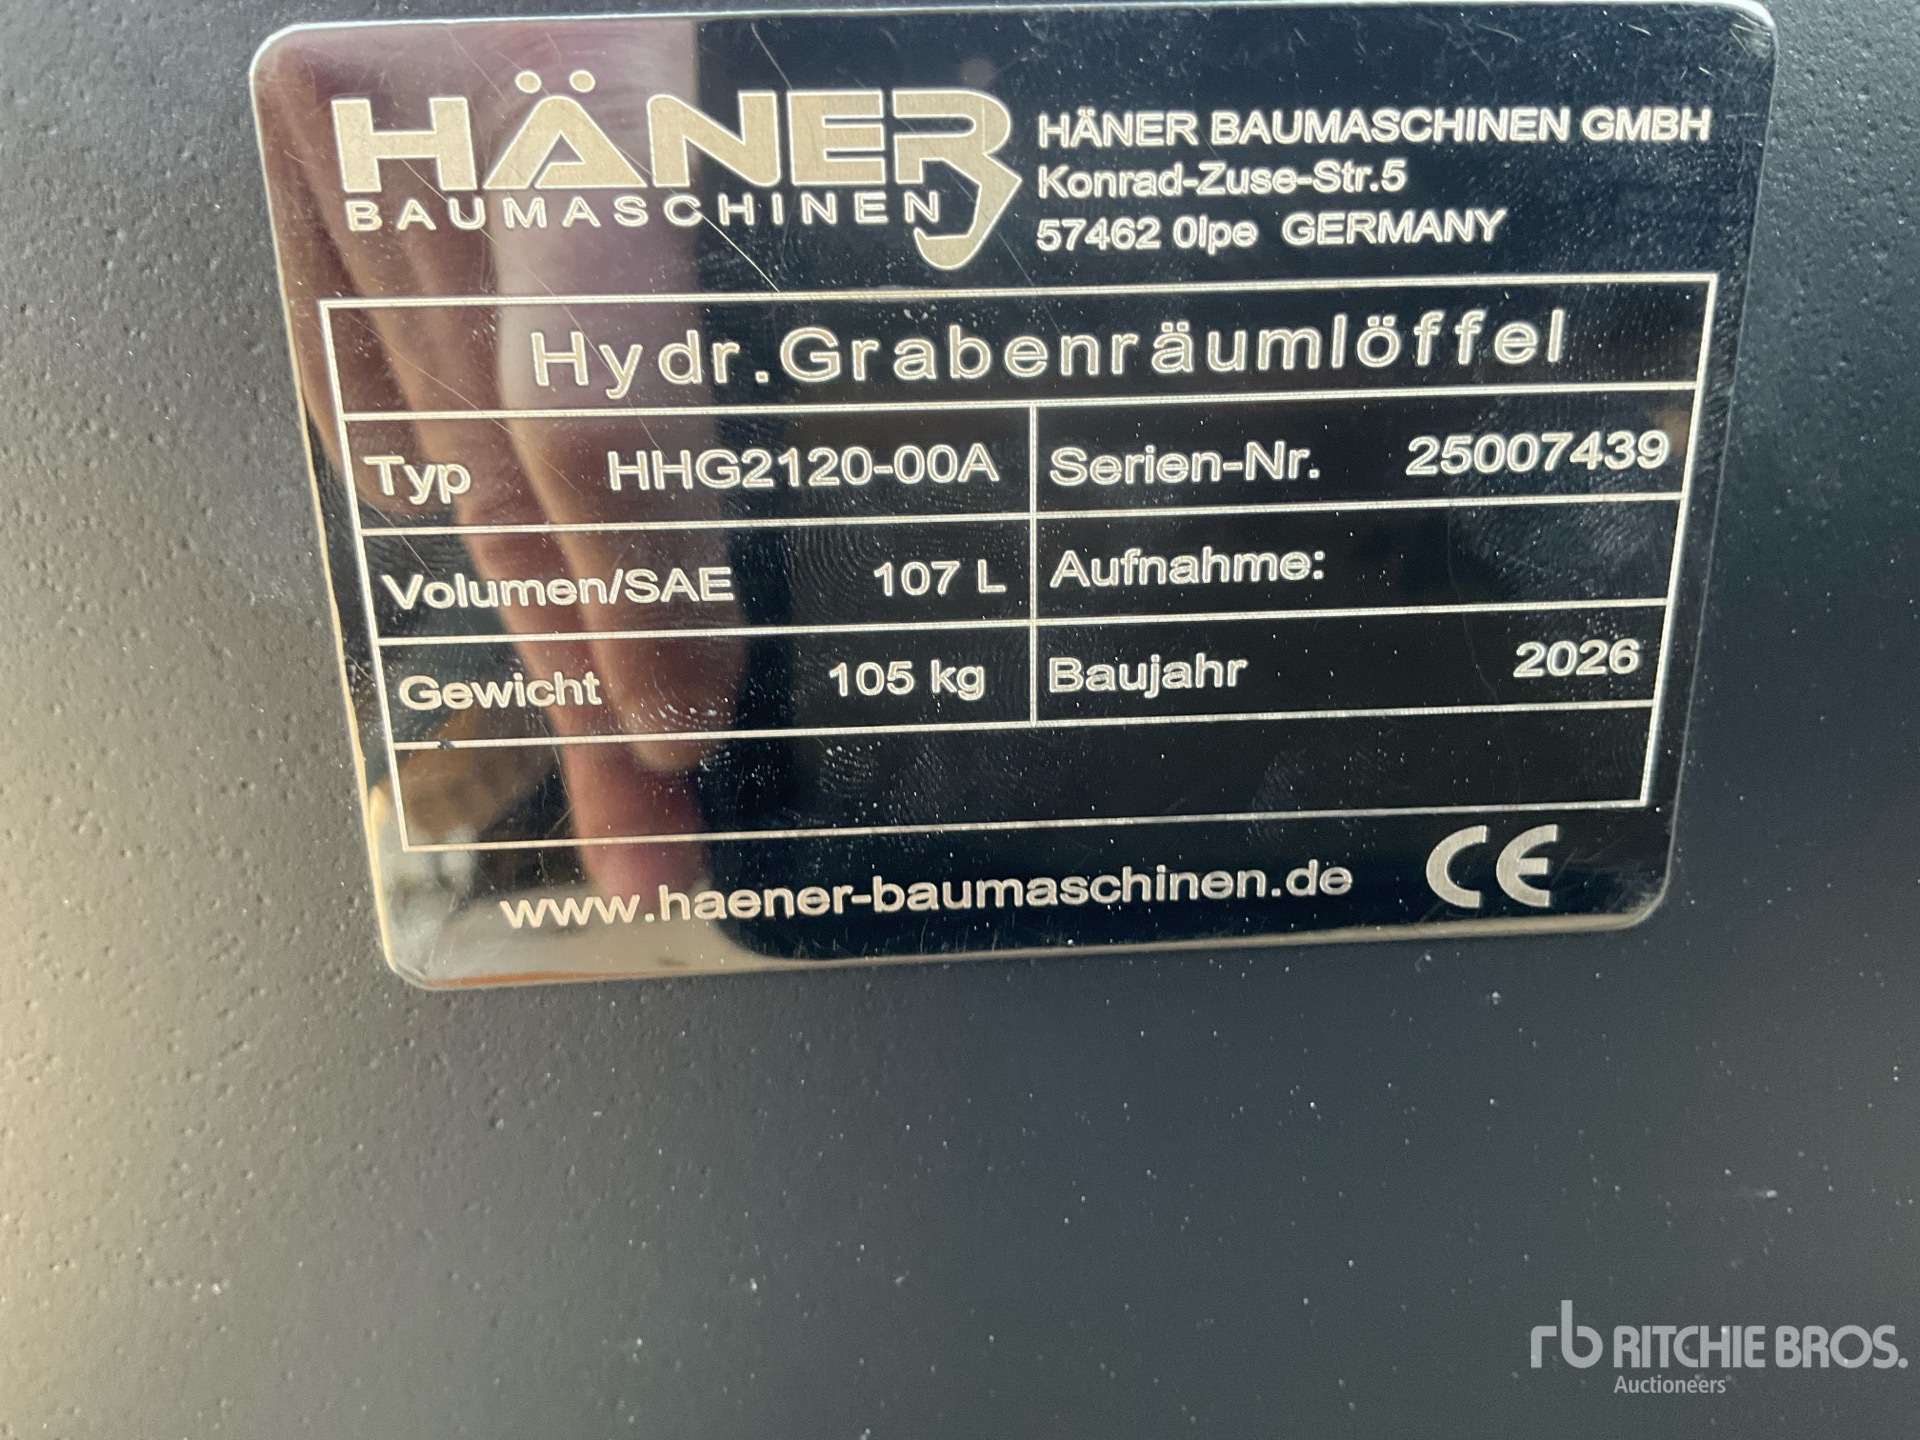 HÄNER
BAUMASCHINEN
HÄNER BAUMASCHINEN GMBH
Konrad-Zuse-Str.5
57462 Olpe GERMANY
Hydr.Grabenräumlöffel
Typ HHG2120-00A Serien-Nr. 25007439
Volumen/SAE 107 L Aufnahme:
Gewicht 105 kg Baujahr 2026
www.haener-baumaschinen.de CE
rb RITCHIE BROS.
Auctioneers